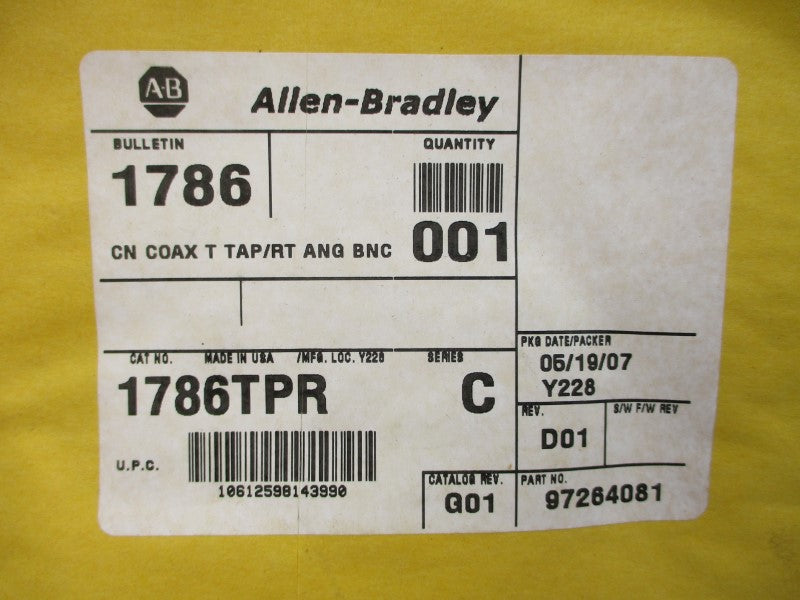 A-B
Allen-Bradley
BULLETIN
1786
QUANTITY
001
CN COAX T TAP/RT ANG BNC
CAT NO. MADE IN USA /MFG. LOC. Y228
SERIES
1786TPR
C
U.P.C.
10612598143990
CATALOG REV.
G01
PKG DATE/PACKER
05/19/07
Y228
REV.
D01
S/W F/W REV
PART NO.
97264081